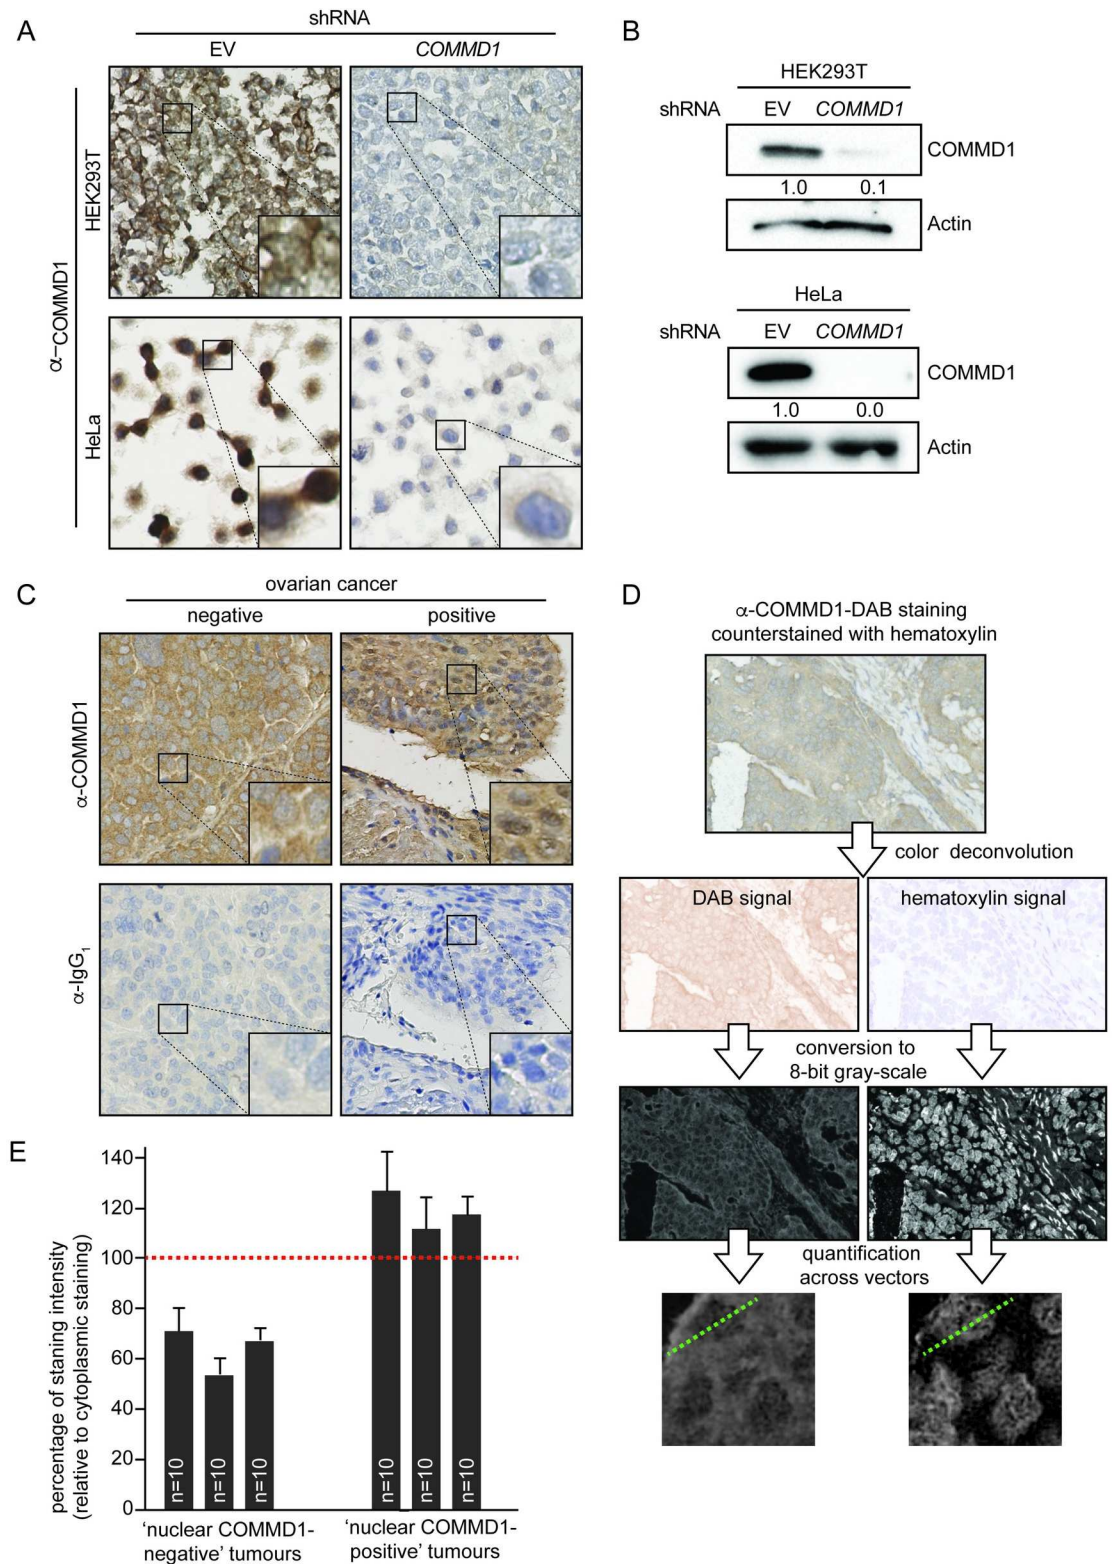 A
shRNA
EV
COMMD1
α–COMMD1
HEK293T
HeLa
B
HEK293T
shRNA EV COMMD1
COMMD1
1.0 0.1
Actin
HeLa
shRNA EV COMMD1
COMMD1
1.0 0.0
Actin
C
ovarian cancer
negative positive
α-COMMD1
α-IgG1
D
α-COMMD1-DAB staining
counterstained with hematoxylin
color deconvolution
DAB signal
hematoxylin signal
conversion to
8-bit gray-scale
quantification
across vectors
E
percentage of staning intensity
(relative to cytoplasmic staining)
140
120
100
80
60
40
20
0
n=10
n=10
n=10
n=10
n=10
n=10
‘nuclear COMMD1-
negative’ tumours
‘nuclear COMMD1-
positive’ tumours